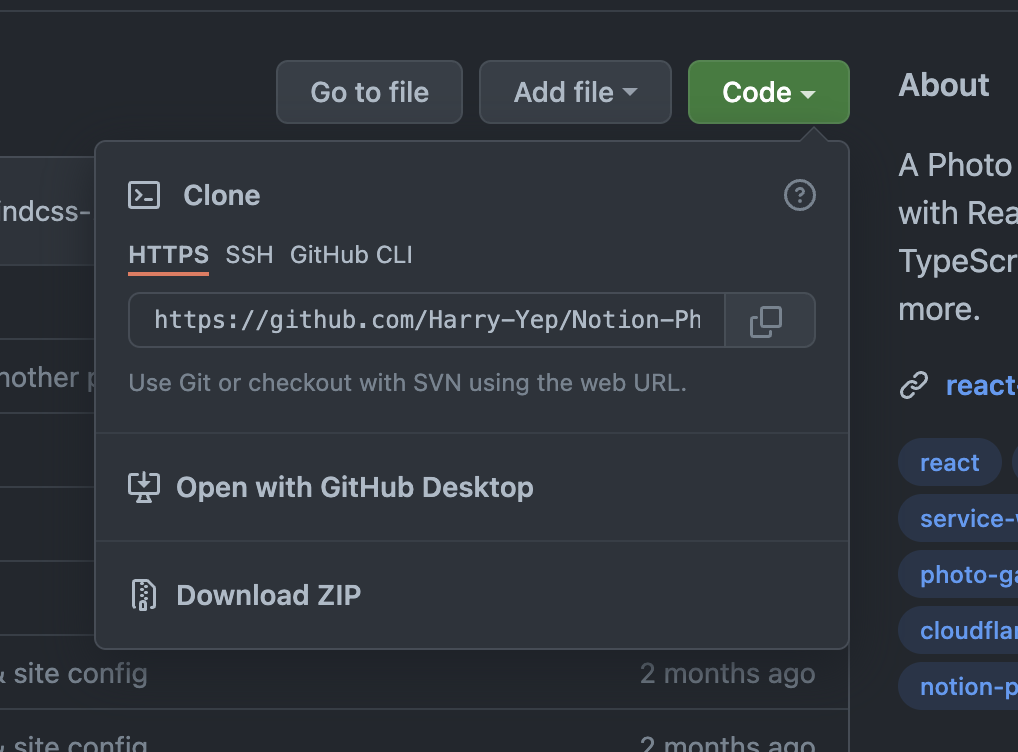 Go to file
Add file
Code
About
Clone
HTTPS SSH GitHub CLI
https://github.com/Harry-Yep/Notion-Ph
Use Git or checkout with SVN using the web URL.
Open with GitHub Desktop
Download ZIP
indcss-
nother p
& site config
2 months ago
& site config
2 months ago
A Photo
with Rea
TypeScr
more.
react-
react
service-w
photo-ga
cloudflar
notion-p